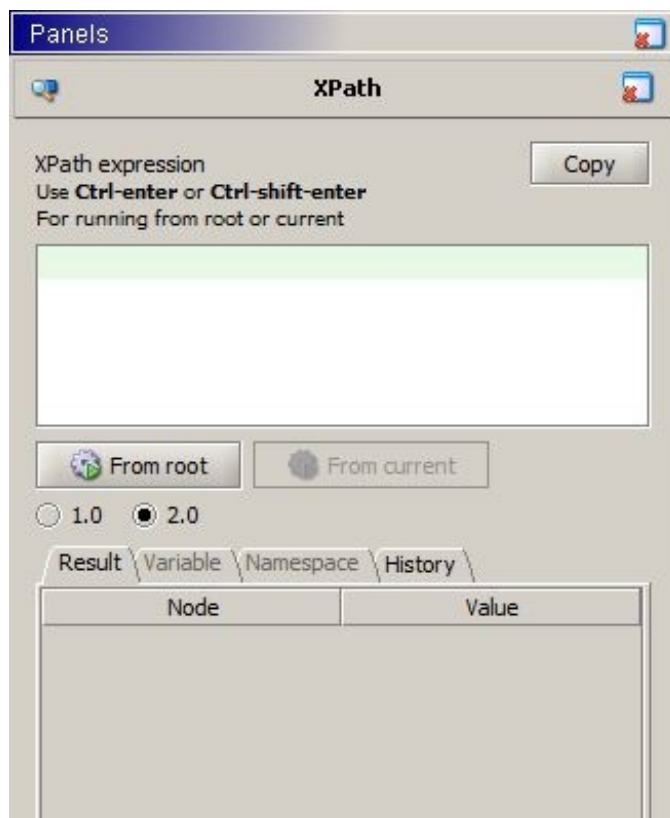 Panels
XPath
XPath expression
Copy
Use Ctrl-enter or Ctrl-shift-enter
For running from root or current
From root From current
1.0 2.0
Result Variable Namespace History
Node Value